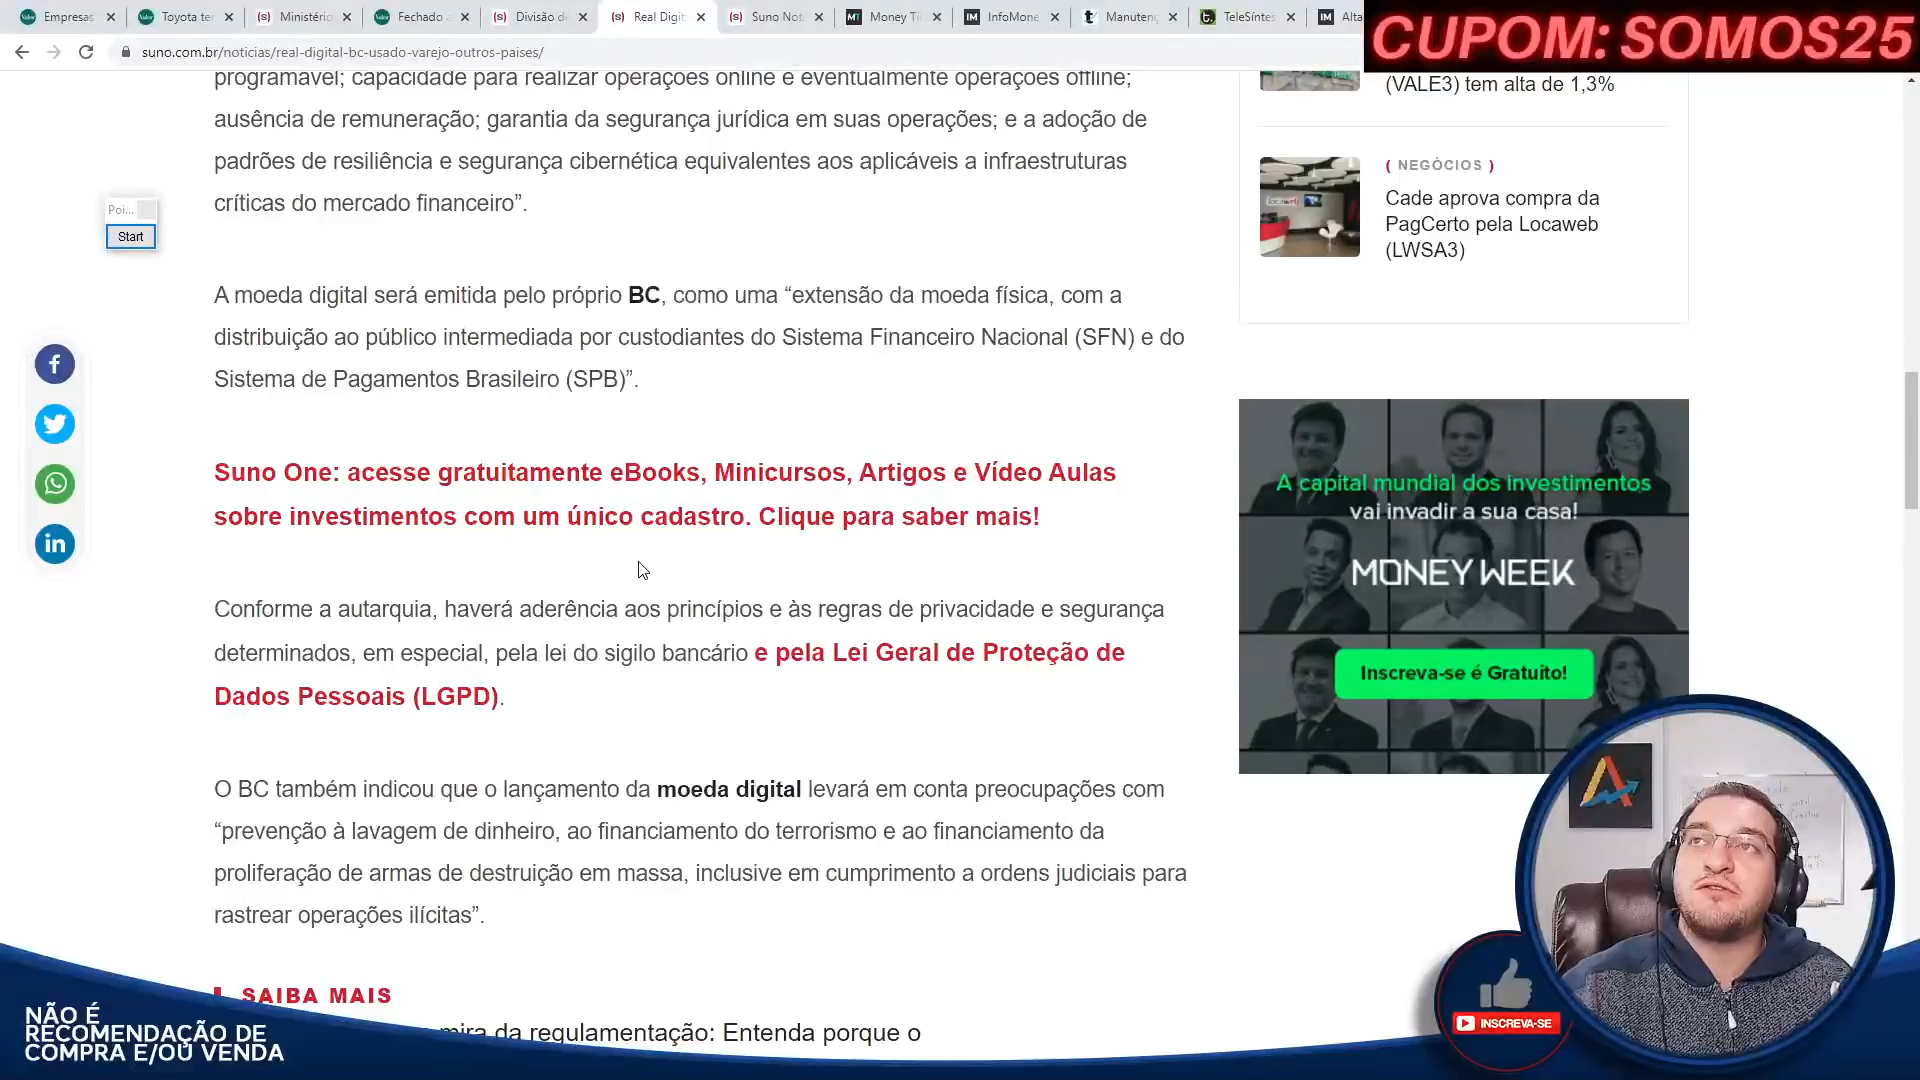 Empresas
Toyota ter
Ministério
Fechado a
Divisão de
Real Digit
Suno Not
MT Money Ti
IM InfoMone
Manutenç
TeleSíntes
IM Alta
CUPOM: SOMOS25
suno.com.br/noticias/real-digital-bc-usado-varejo-outros-paises/
programável; capacidade para realizar operações online e eventualmente operações offline;
ausência de remuneração; garantia da segurança jurídica em suas operações; e a adoção de
padrões de resiliência e segurança cibernética equivalentes aos aplicáveis a infraestruturas
críticas do mercado financeiro”.
Poi...
Start
A moeda digital será emitida pelo próprio BC, como uma “extensão da moeda física, com a
distribuição ao público intermediada por custodiantes do Sistema Financeiro Nacional (SFN) e do
Sistema de Pagamentos Brasileiro (SPB)”.
Suno One: acesse gratuitamente eBooks, Minicursos, Artigos e Vídeo Aulas
sobre investimentos com um único cadastro. Clique para saber mais!
Conforme a autarquia, haverá aderência aos princípios e às regras de privacidade e segurança
determinados, em especial, pela lei do sigilo bancário e pela Lei Geral de Proteção de
Dados Pessoais (LGPD).
O BC também indicou que o lançamento da moeda digital levará em conta preocupações com
“prevenção à lavagem de dinheiro, ao financiamento do terrorismo e ao financiamento da
proliferação de armas de destruição em massa, inclusive em cumprimento a ordens judiciais para
rastrear operações ilícitas”.
SAIBA MAIS
mira da regulamentação: Entenda porque o
(VALE3) tem alta de 1,3%
( NEGÓCIOS )
Cade aprova compra da
PagCerto pela Locaweb
(LWSA3)
A capital mundial dos investimentos
vai invadir a sua casa!
MONEY WEEK
Inscreva-se é Gratuito!
INSCREVA-SE
NÃO É
RECOMENDAÇÃO DE
COMPRA E/OU VENDA